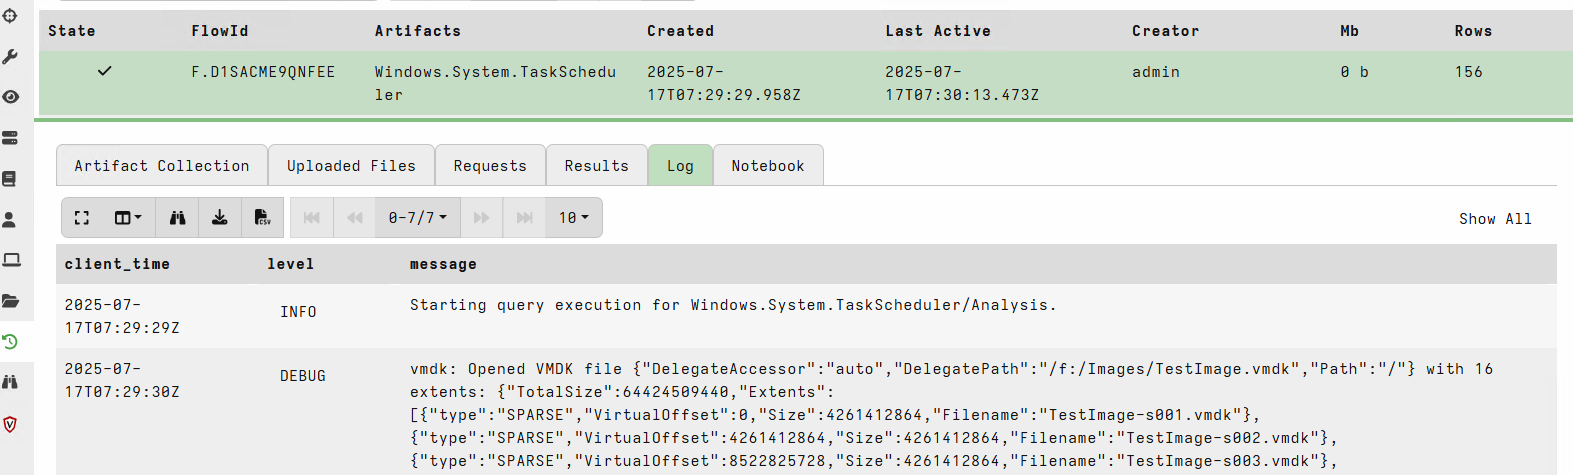 State FlowId Artifacts Created Last Active Creator Mb Rows
F.D1SACME9QNFEE Windows.System.TaskSchedu 2025-07- 2025-07- admin 0 b 156
ler 17T07:29:29.958Z 17T07:30:13.473Z
Artifact Collection Uploaded Files Requests Results Log Notebook
CSV 0-7/7 10 Show All
client_time level message
2025-07- INFO Starting query execution for Windows.System.TaskScheduler/Analysis.
17T07:29:29Z
2025-07- DEBUG vmdk: Opened VMDK file {"DelegateAccessor":"auto","DelegatePath":"/f:/Images/TestImage.vmdk","Path":"/"} with 16
17T07:29:30Z extents: {"TotalSize":64424509440,"Extents":
[{"type":"SPARSE","VirtualOffset":0,"Size":4261412864,"Filename":"TestImage-s001.vmdk"},
{"type":"SPARSE","VirtualOffset":4261412864,"Size":4261412864,"Filename":"TestImage-s002.vmdk"},
{"type":"SPARSE","VirtualOffset":8522825728,"Size":4261412864,"Filename":"TestImage-s003.vmdk"},